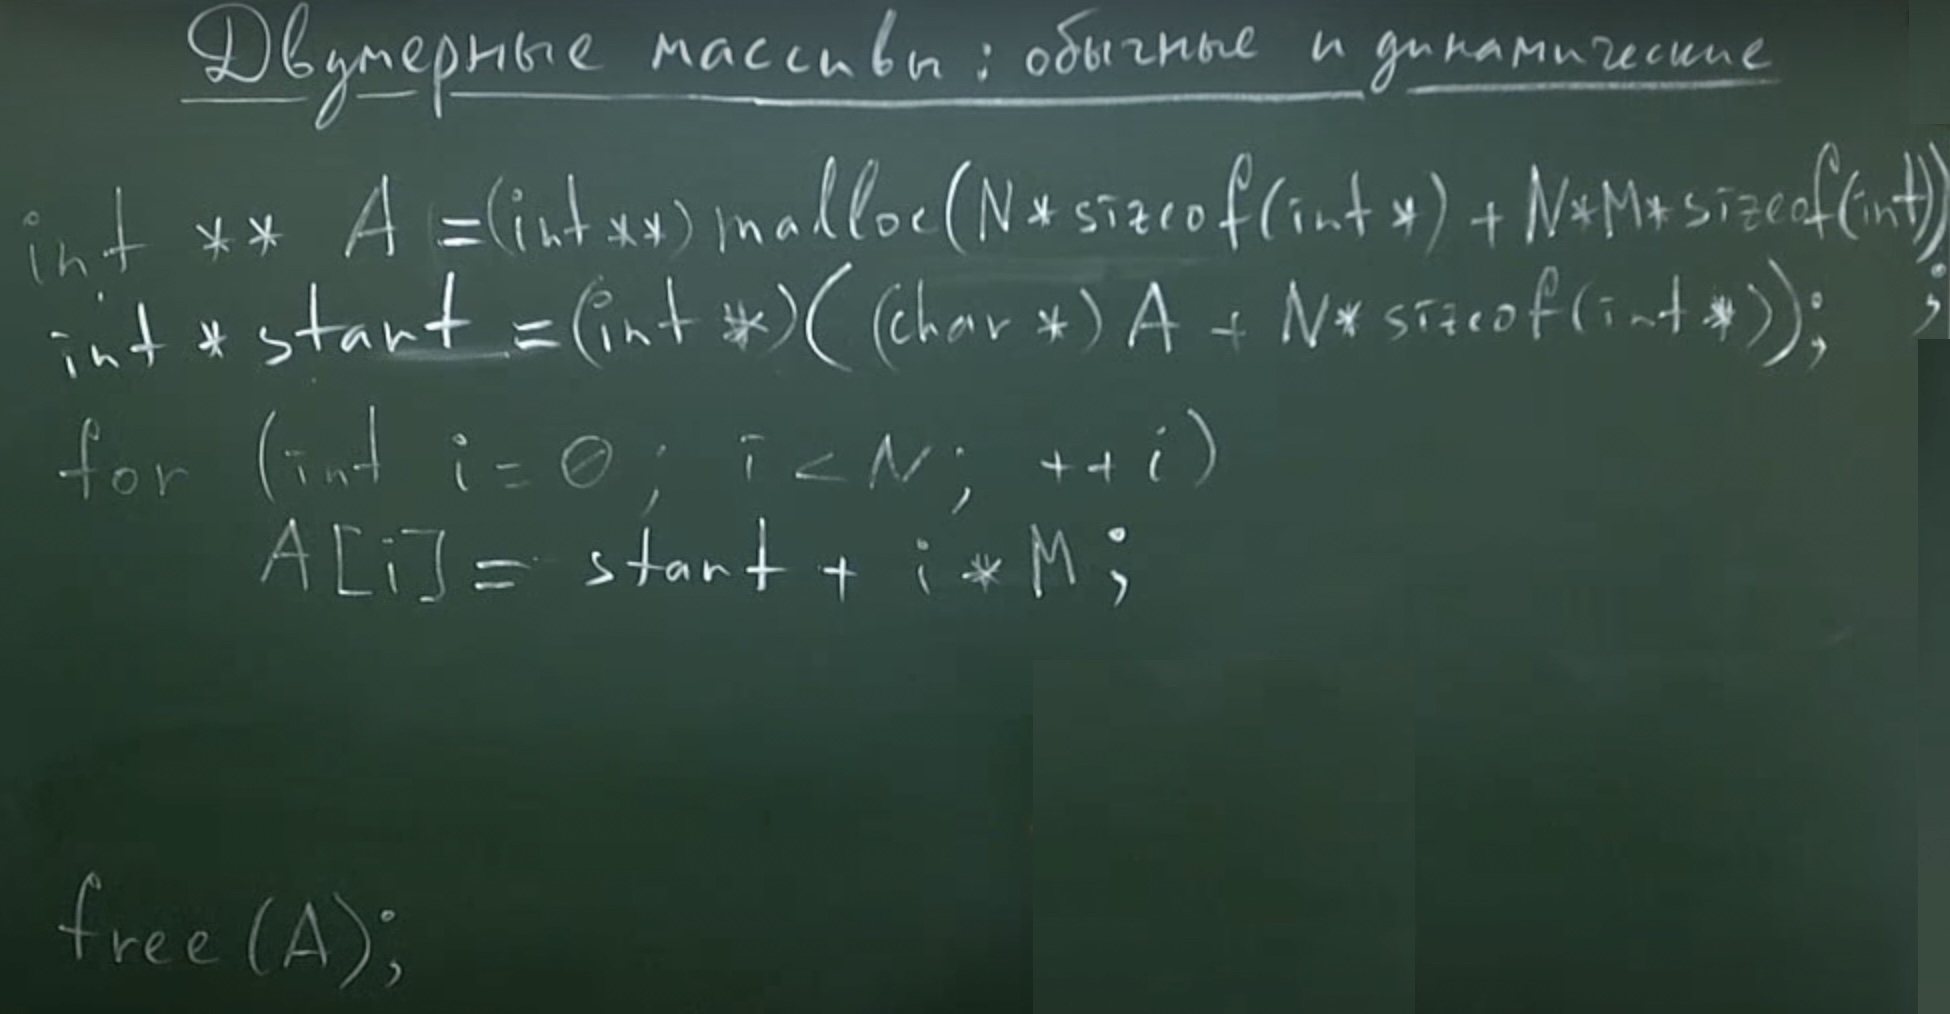 Двумерные массивы: обычные и динамические
int ** A =(int**)malloc(N*sizeof(int*)+N*M*sizeof(int));
int * start =(int *)((char *)A + N*sizeof(int*));
for (int i=0; i<N; ++i)
A[i]= start + i*M;
free(A);